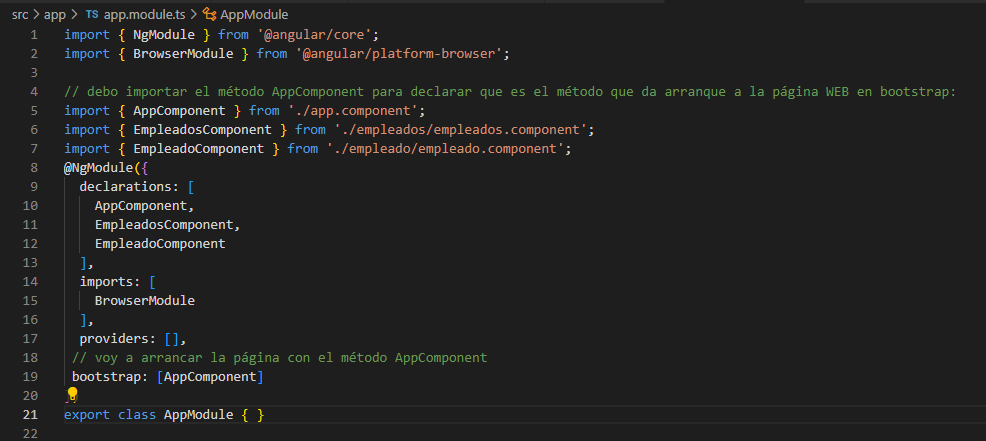 src > app > TS app.module.ts > AppModule
1 import { NgModule } from '@angular/core';
2 import { BrowserModule } from '@angular/platform-browser';
3
4 // debo importar el método AppComponent para declarar que es el método que da arranque a la página WEB en bootstrap:
5 import { AppComponent } from './app.component';
6 import { EmpleadosComponent } from './empleados/empleados.component';
7 import { EmpleadoComponent } from './empleado/empleado.component';
8 @NgModule({
9 declarations: [
10 AppComponent,
11 EmpleadosComponent,
12 EmpleadoComponent
13 ],
14 imports: [
15 BrowserModule
16 ],
17 providers: [],
18 // voy a arrancar la página con el método AppComponent
19 bootstrap: [AppComponent]
20
21 export class AppModule { }
22